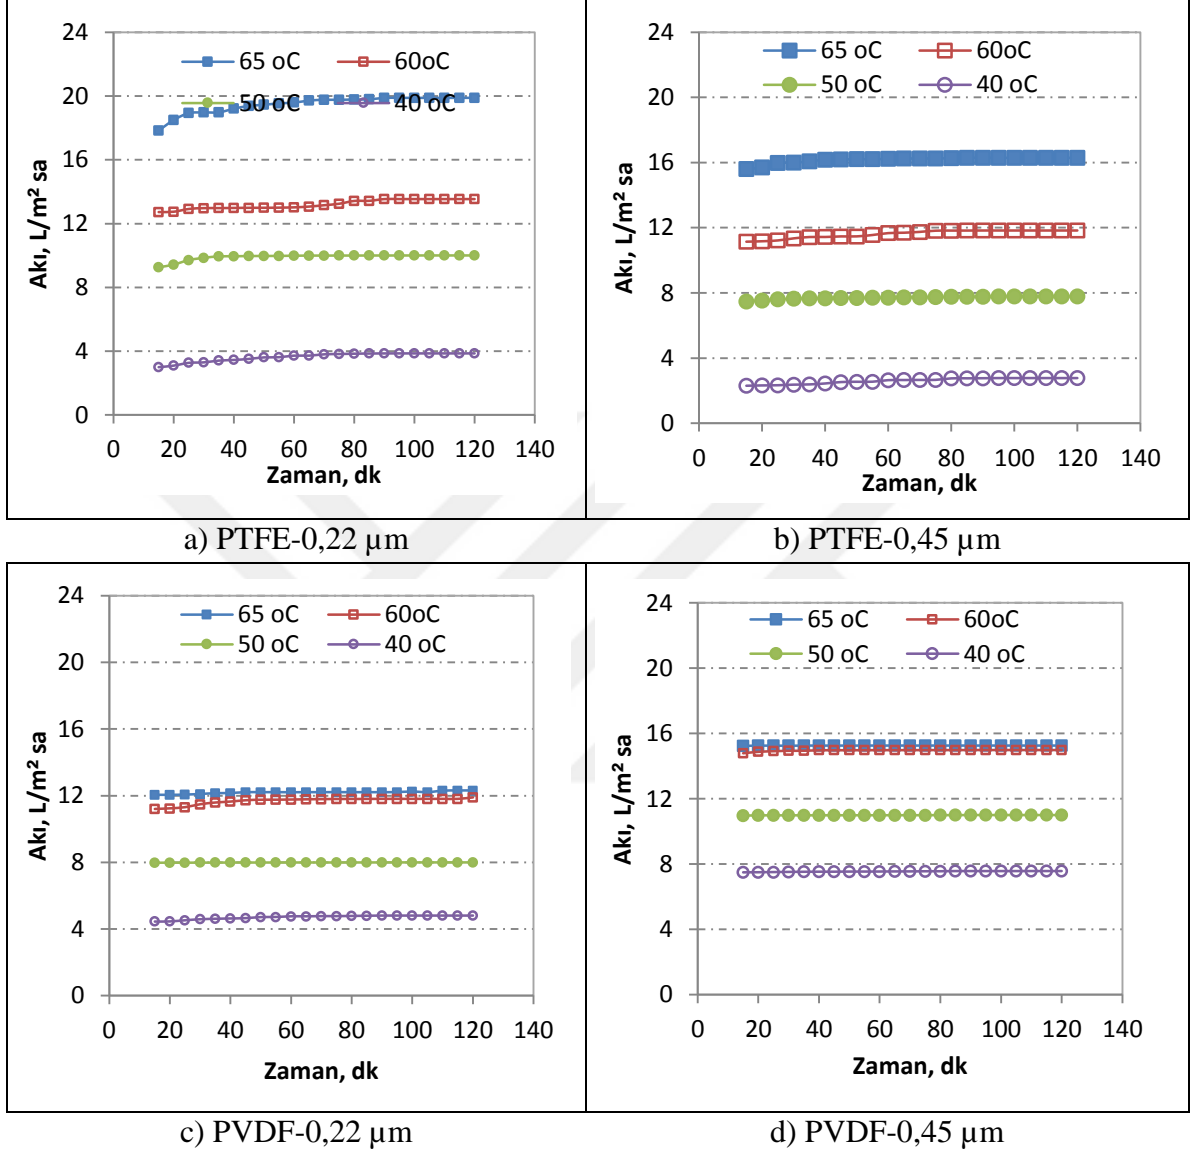 24
20
16
12
8
4
0
65 oC 60oC
50 oC 40 oC
Akı, L/m² sa
0 20 40 60 80 100 120 140
Zaman, dk
24
20
16
12
8
4
0
65 oC 60oC
50 oC 40 oC
Akı, L/m² sa
0 20 40 60 80 100 120 140
Zaman, dk
a) PTFE-0,22 µm
b) PTFE-0,45 µm
24
20
16
12
8
4
0
65 oC 60oC
50 oC 40 oC
Akı, L/m² sa
0 20 40 60 80 100 120 140
Zaman, dk
24
20
16
12
8
4
0
65 oC 60oC
50 oC 40 oC
Akı, L/m² sa
0 20 40 60 80 100 120 140
Zaman, dk
c) PVDF-0,22 µm
d) PVDF-0,45 µm